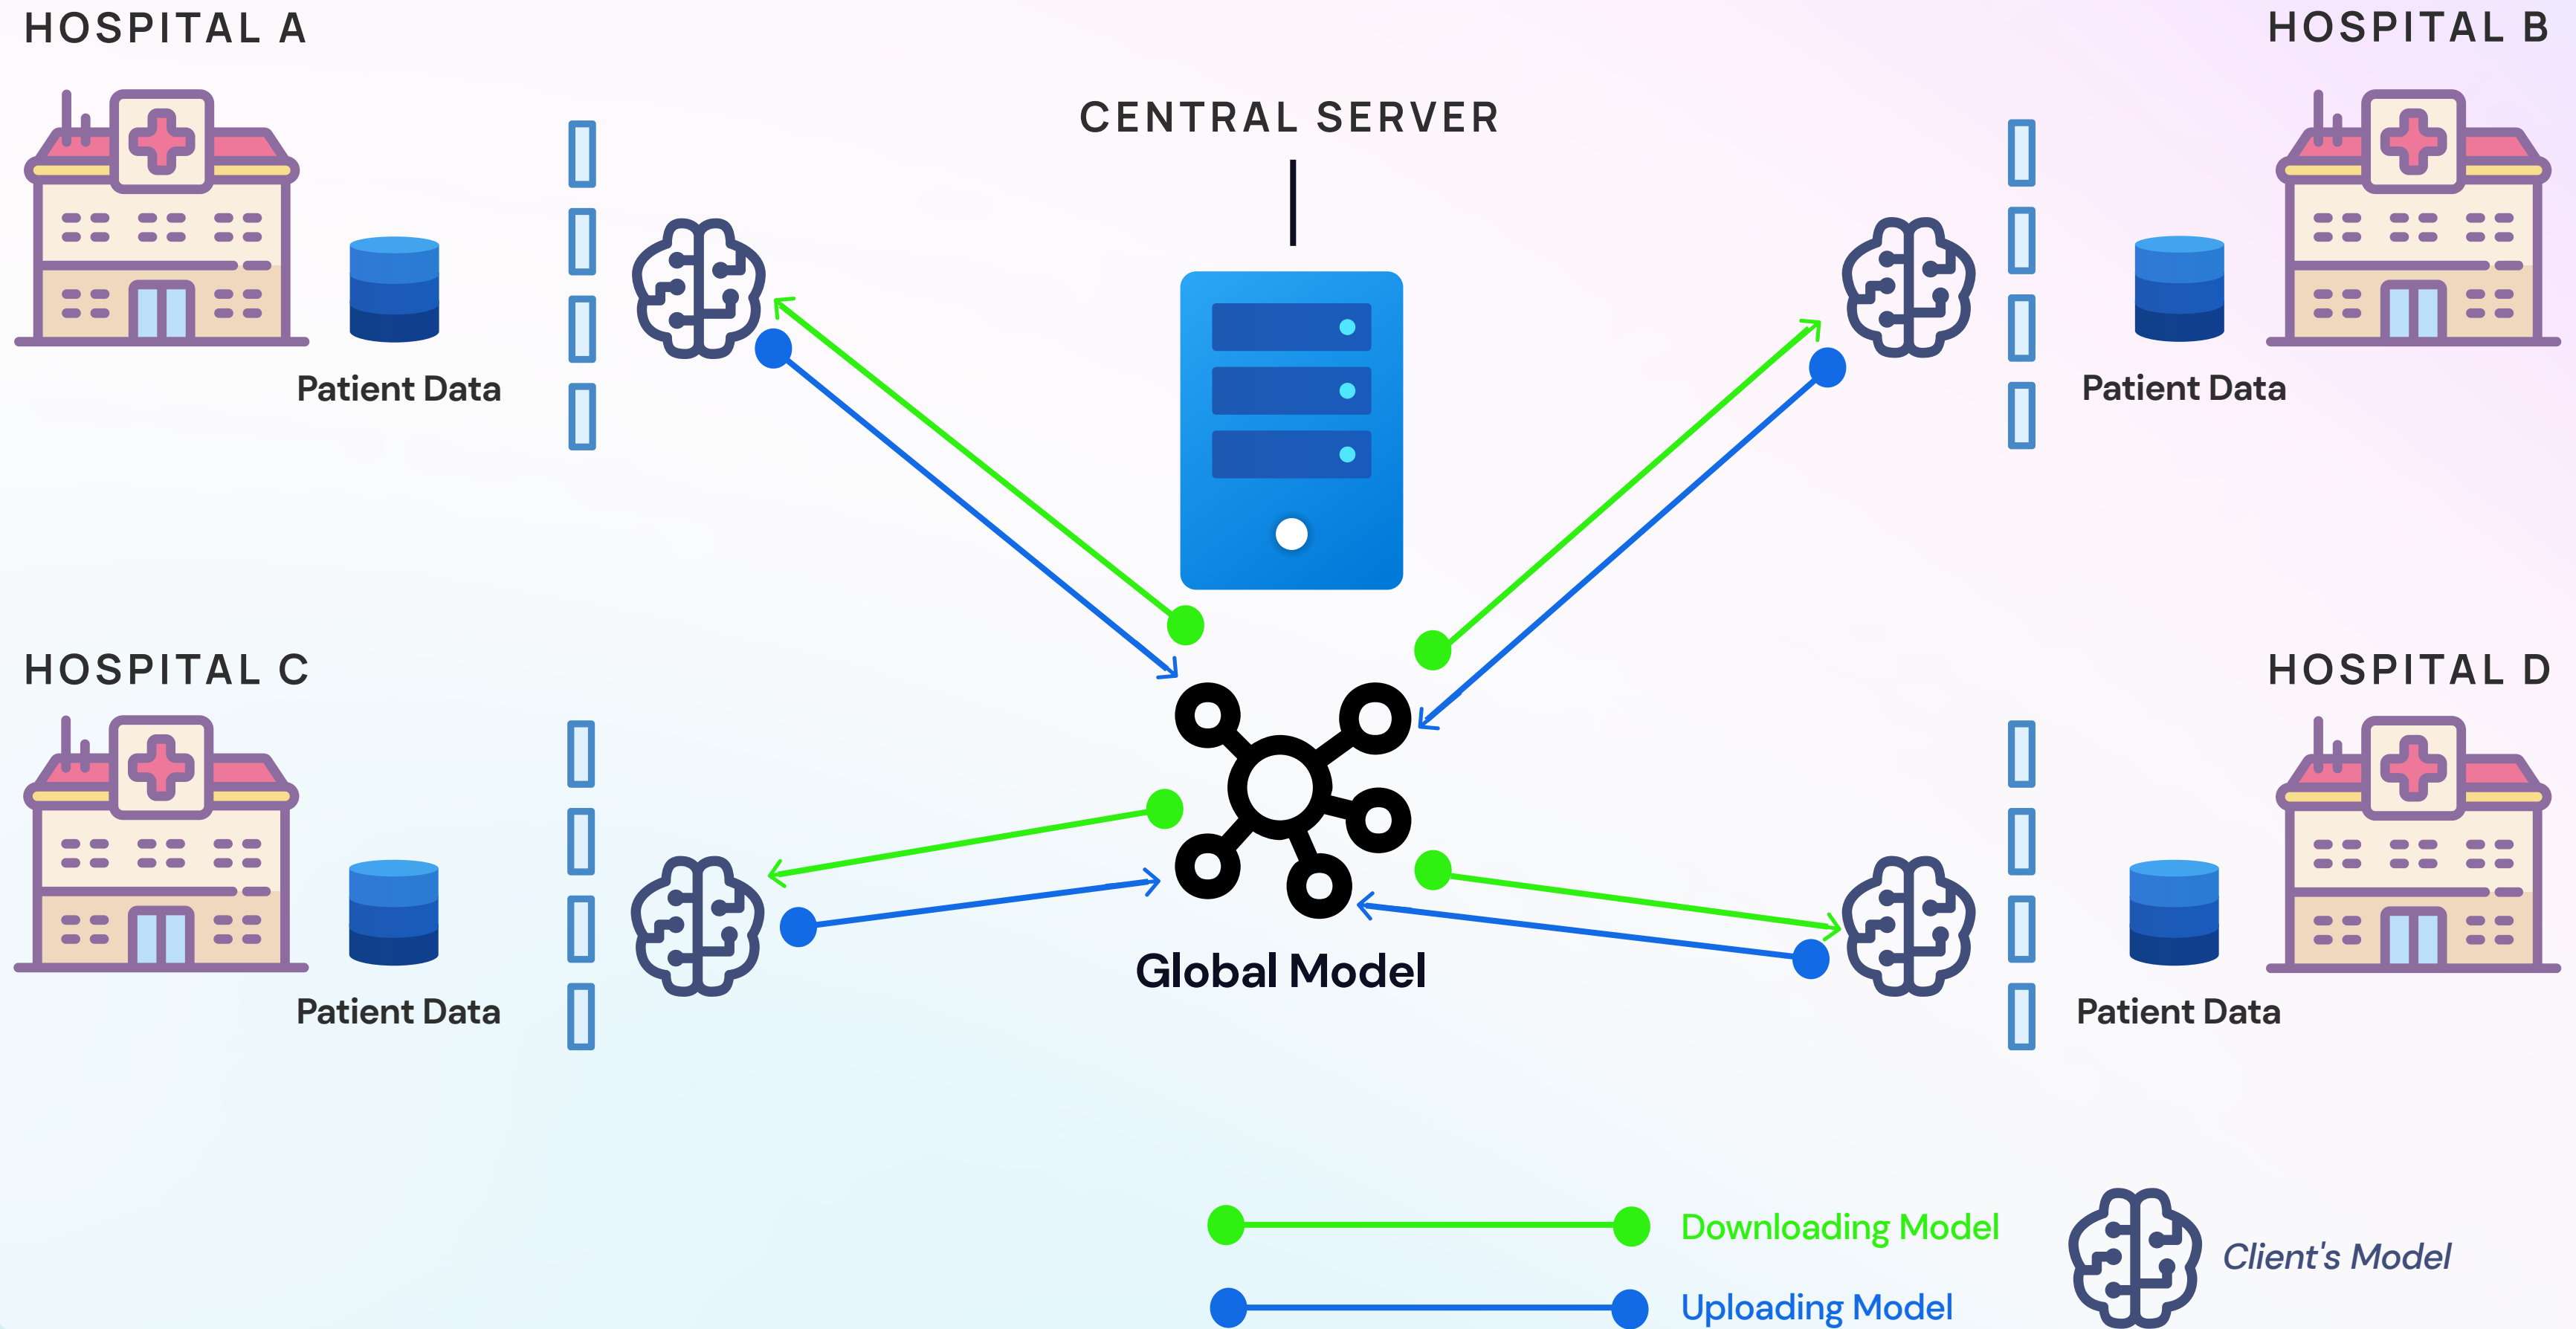 HOSPITAL A
HOSPITAL B
CENTRAL SERVER
Patient Data
Patient Data
HOSPITAL C
HOSPITAL D
Global Model
Patient Data
Patient Data
Downloading Model
Client's Model
Uploading Model